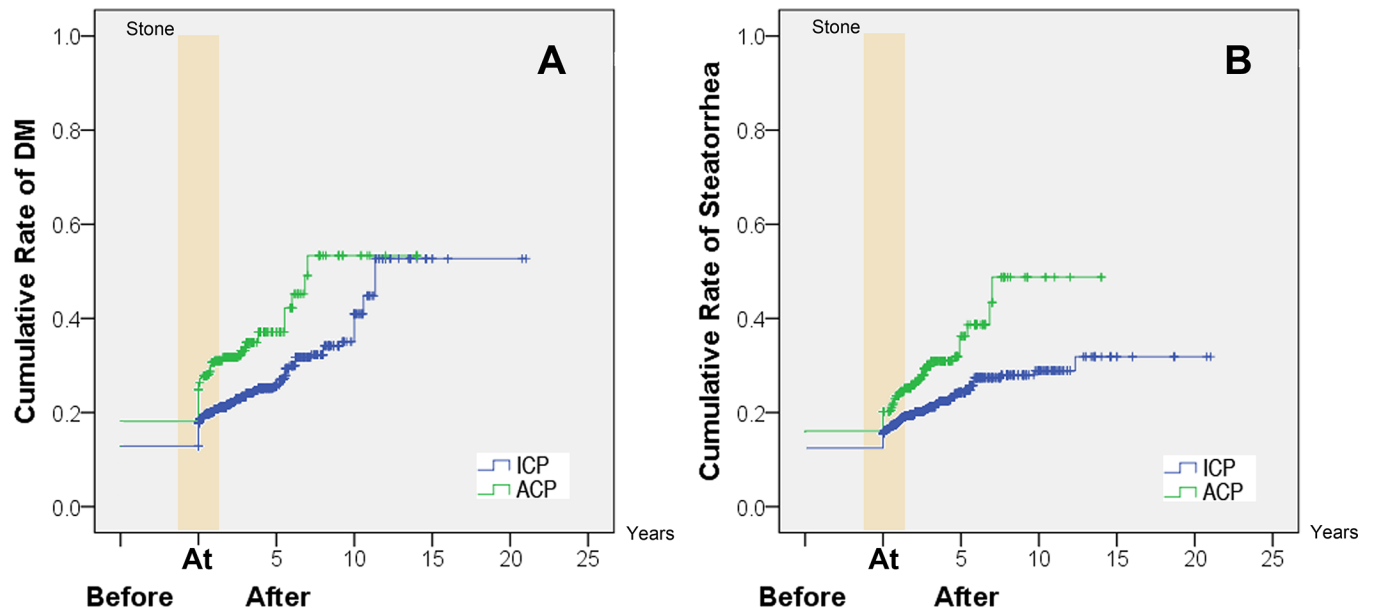 Stone
A
1.0
0.8
0.6
0.4
0.2
0.0
Cumulative Rate of DM
ICP
ACP
Years
At 5 10 15 20 25
Before After
Stone
B
1.0
0.8
0.6
0.4
0.2
0.0
Cumulative Rate of Steatorrhea
ICP
ACP
Years
At 5 10 15 20 25
Before After